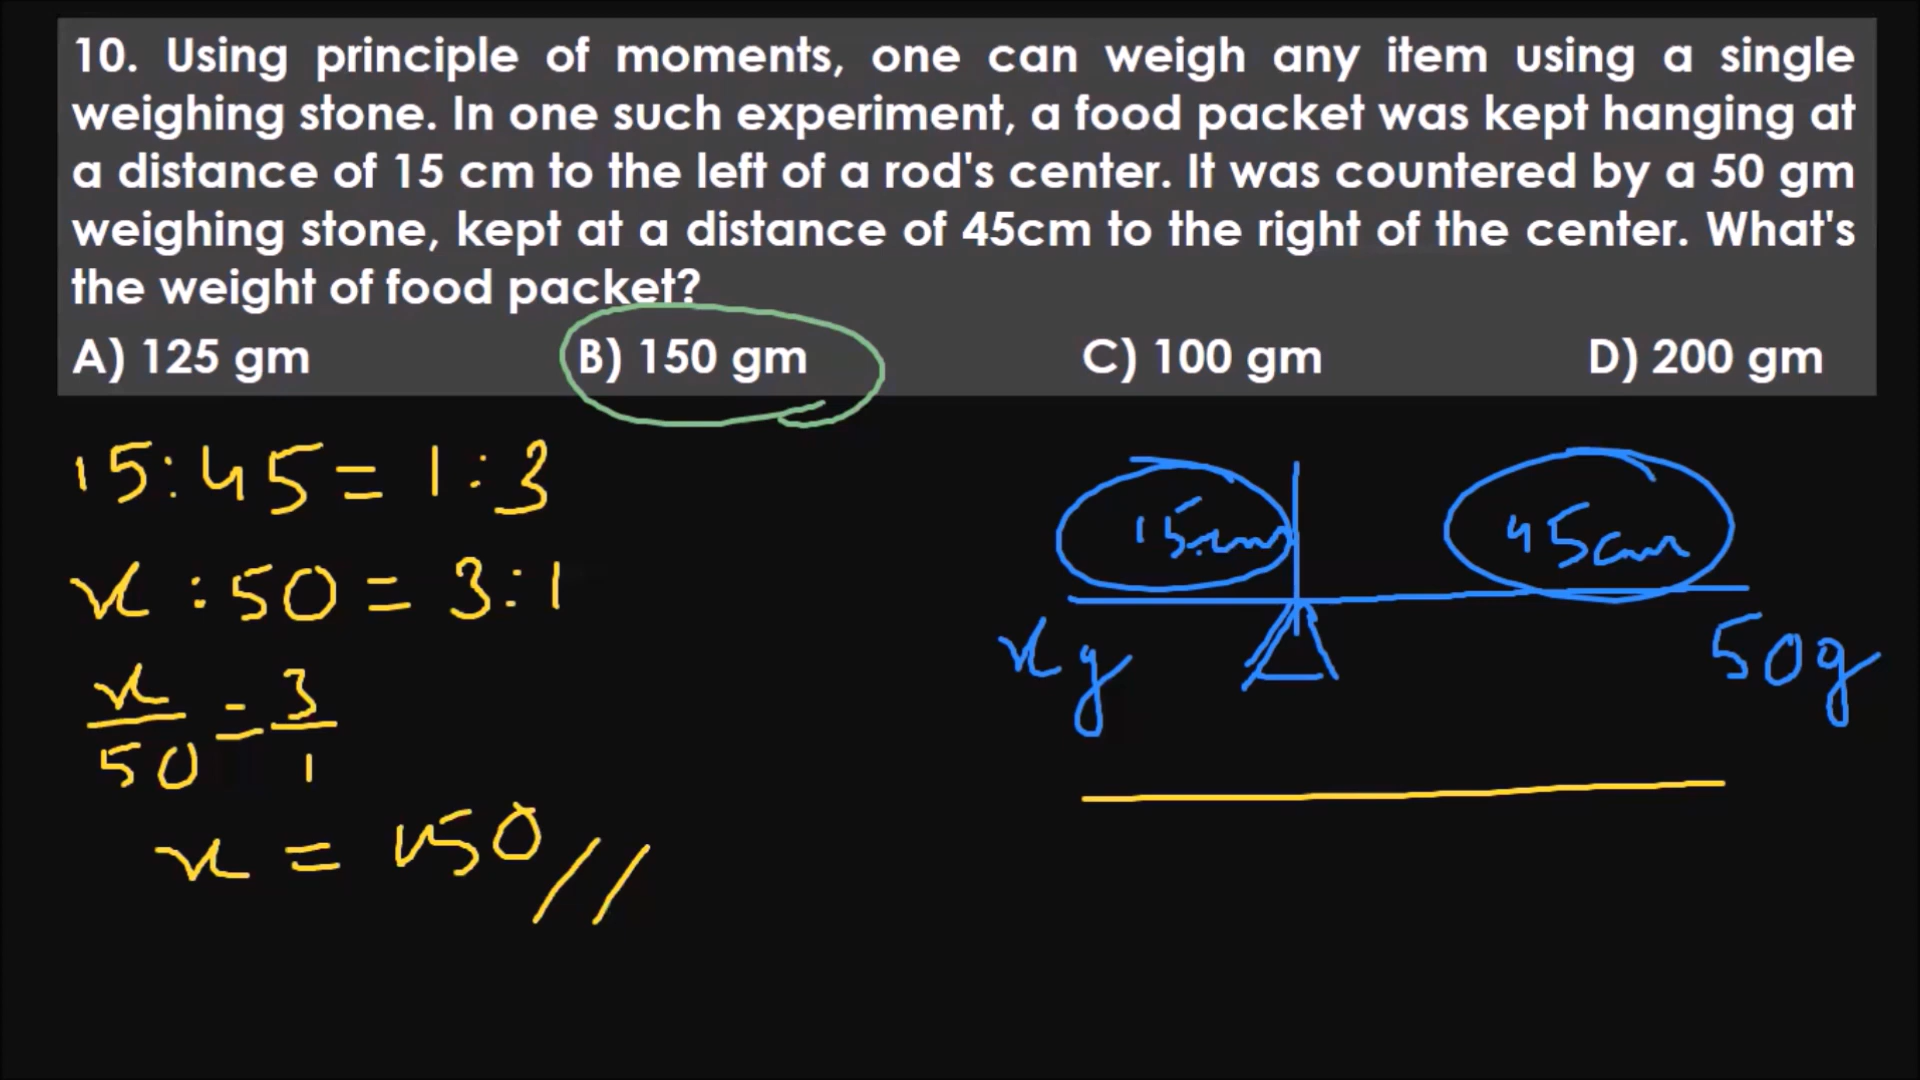 10. Using principle of moments, one can weigh any item using a single
weighing stone. In one such experiment, a food packet was kept hanging at
a distance of 15 cm to the left of a rod's center. It was countered by a 50 gm
weighing stone, kept at a distance of 45cm to the right of the center. What's
the weight of food packet?
A) 125 gm B) 150 gm C) 100 gm D) 200 gm
15:45 = 1:3
x:50 = 3:1
x/50 = 3/1
x = 150//
15cm 45cm
xg 50g